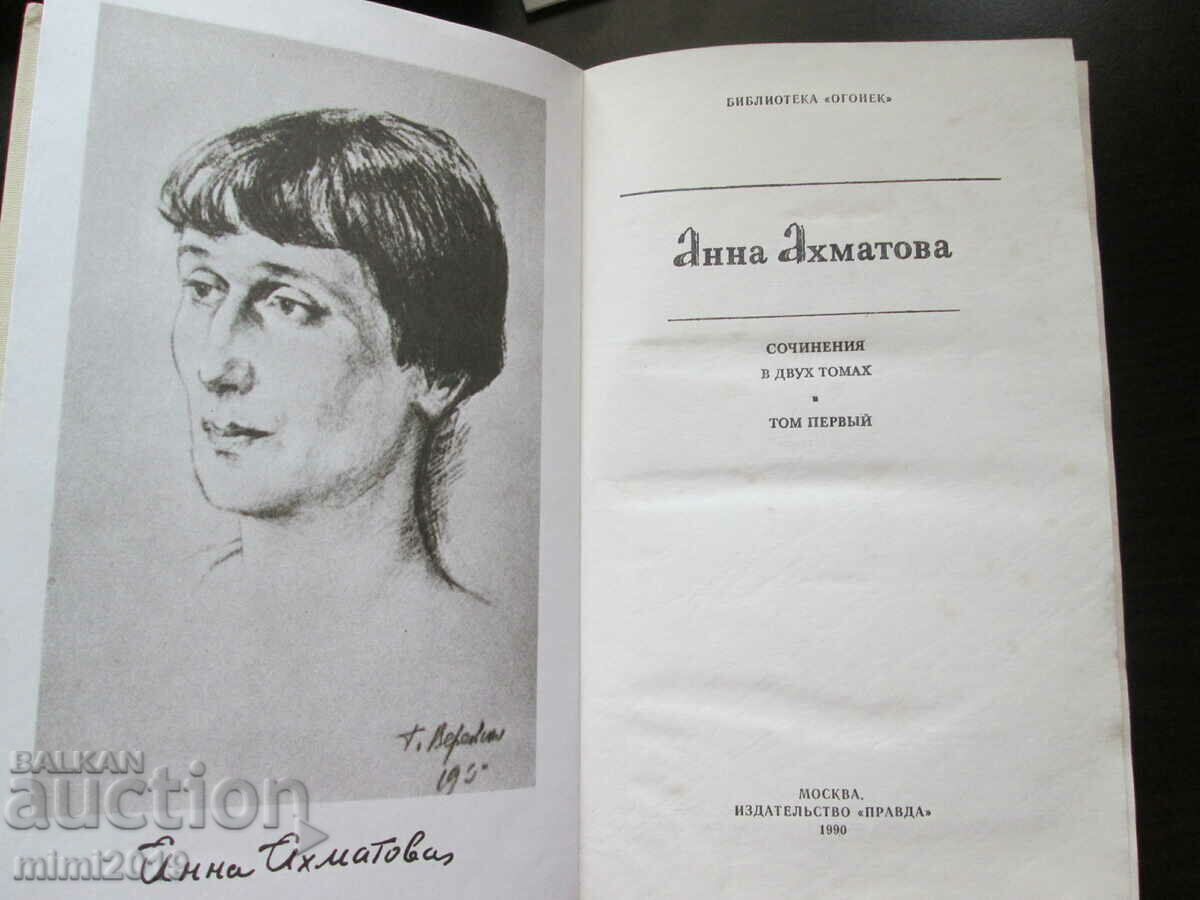 Анна Ахматова
БИБЛИОТЕКА «ОГОНЕК»
Анна Ахматова
СОЧИНЕНИЯ
В ДВУХ ТОМАХ
ТОМ ПЕРВЫЙ
МОСКВА.
ИЗДАТЕЛЬСТВО «ПРАВДА»
1990
BALKAN
auction
mimi2019